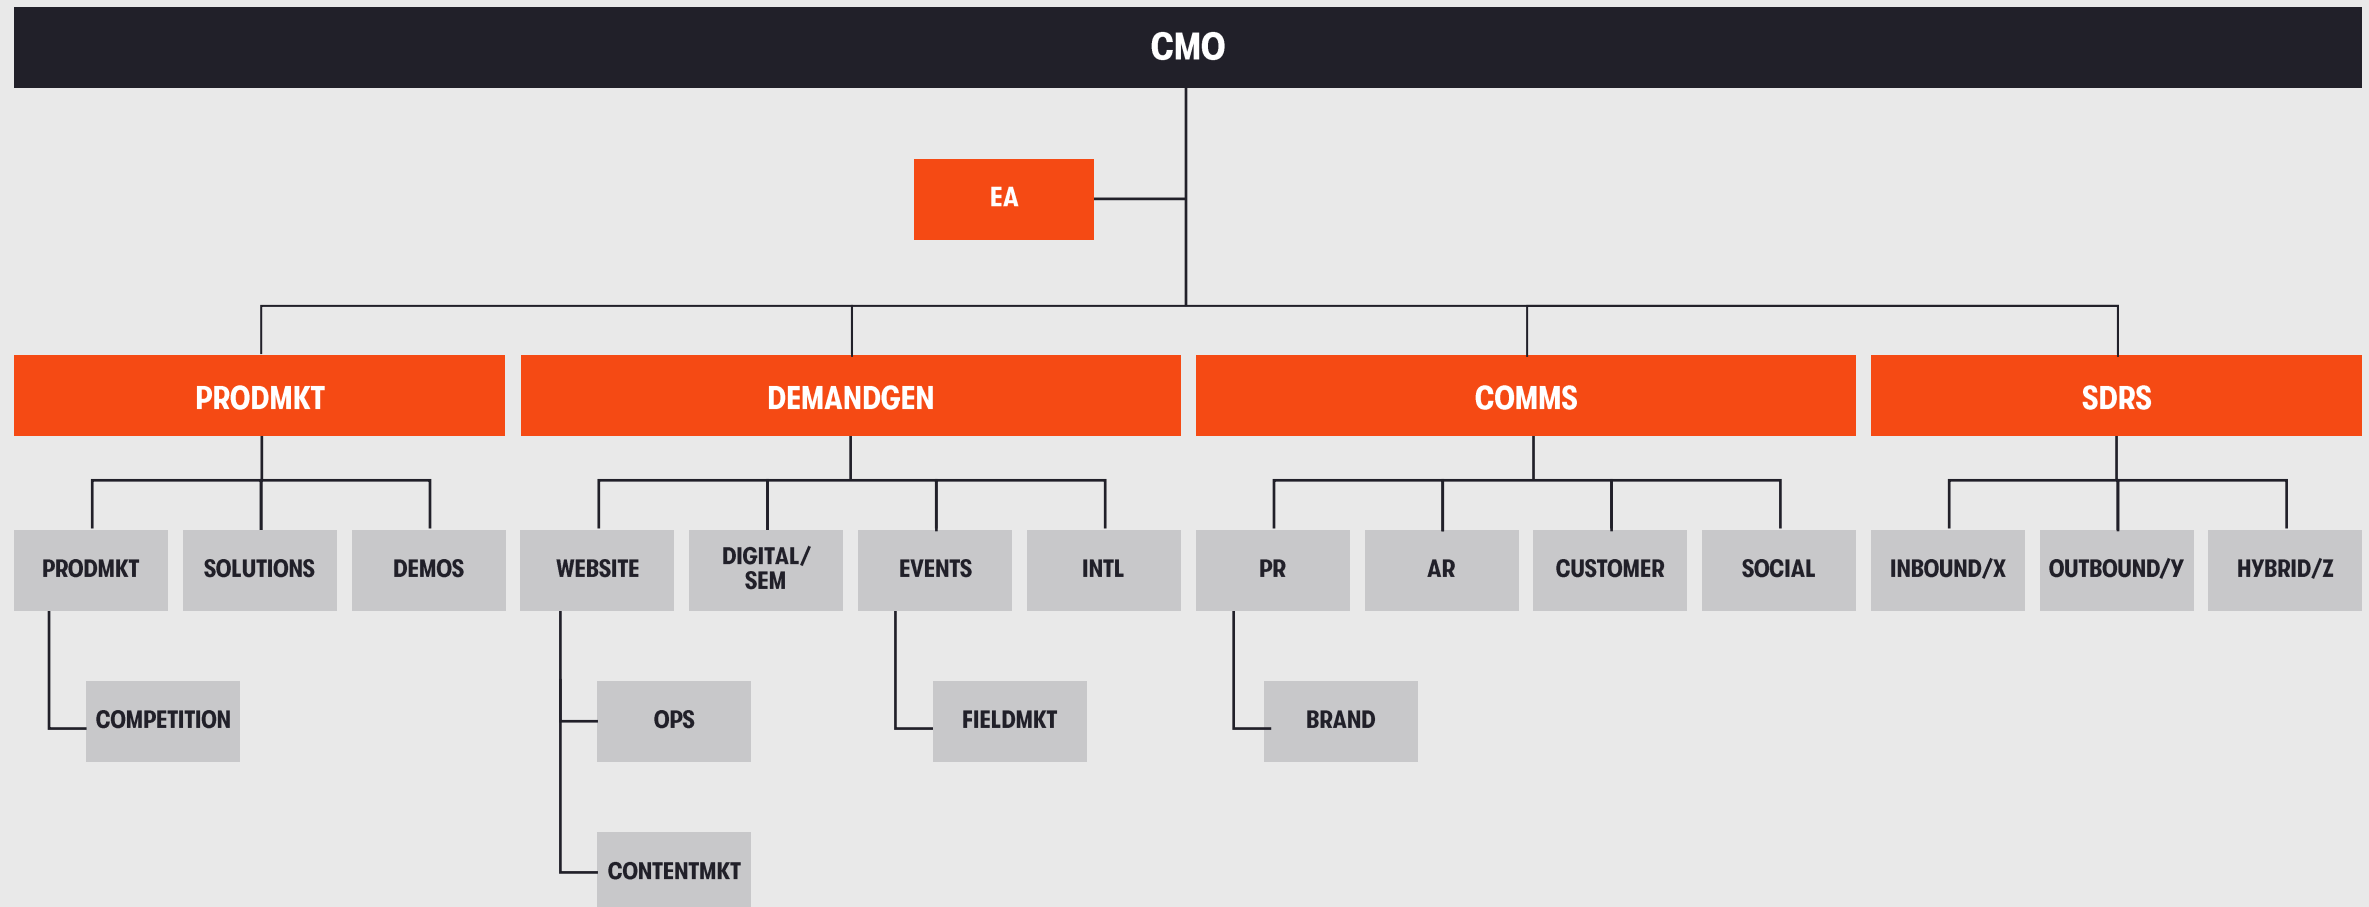 CMO
EA
PRODMKT
DEMANDGEN
COMMS
SDRS
PRODMKT
SOLUTIONS
DEMOS
WEBSITE
DIGITAL/
SEM
EVENTS
INTL
PR
AR
CUSTOMER
SOCIAL
INBOUND/X
OUTBOUND/Y
HYBRID/Z
COMPETITION
OPS
FIELDMKT
BRAND
CONTENTMKT